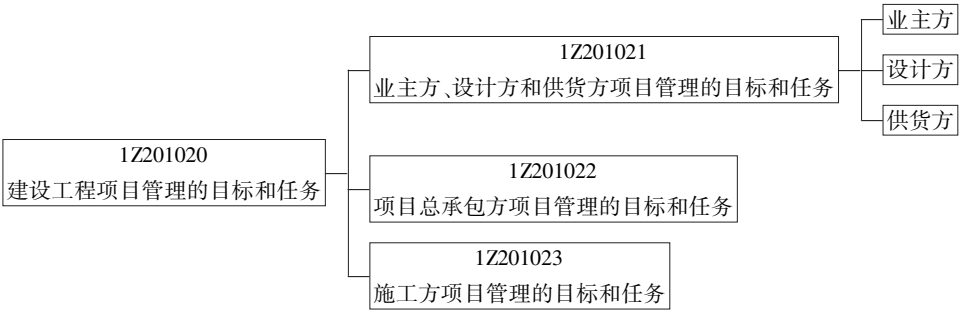 1Z201020
建设工程项目管理的目标和任务
1Z201021
业主方、设计方和供货方项目管理的目标和任务
业主方
设计方
供货方
1Z201022
项目总承包方项目管理的目标和任务
1Z201023
施工方项目管理的目标和任务